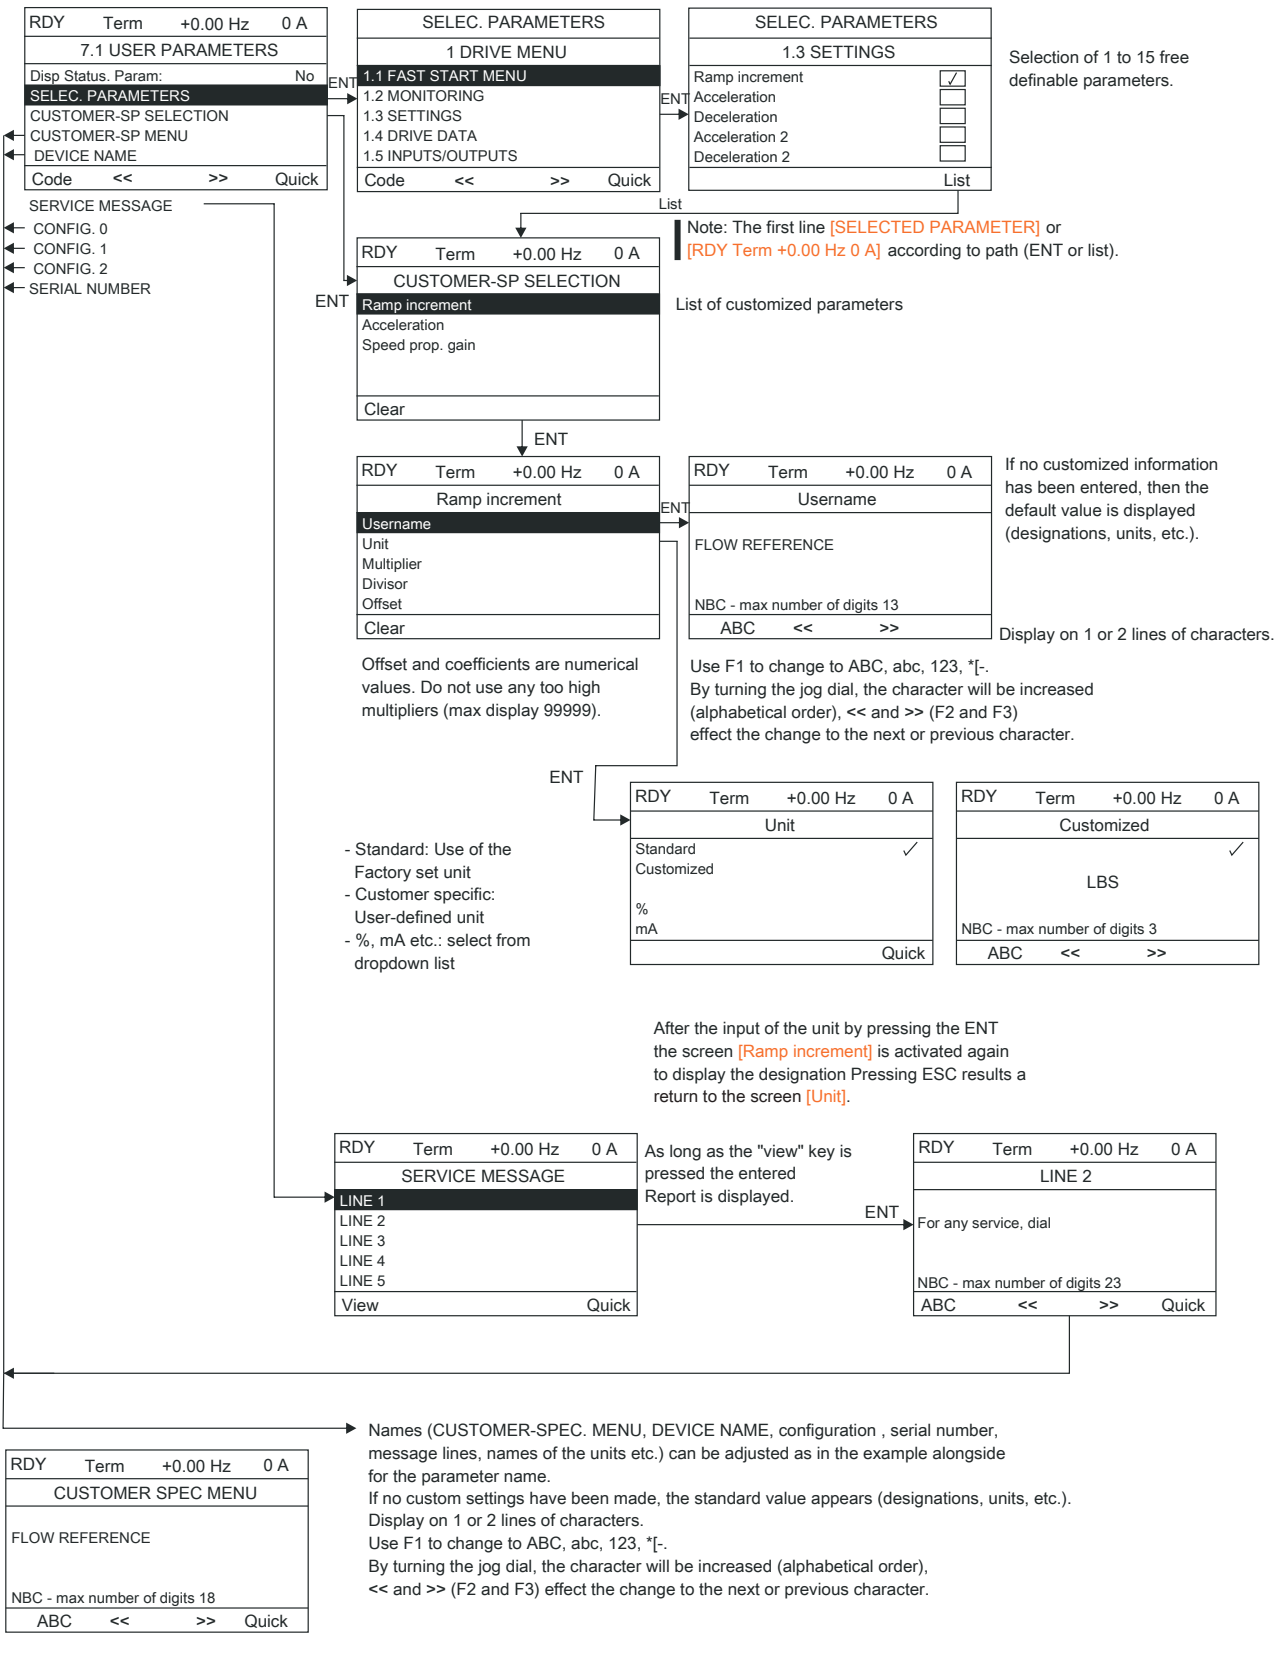 RDY Term +0.00 Hz 0 A
7.1 USER PARAMETERS
Disp Status. Param: No
SELEC. PARAMETERS
CUSTOMER-SP SELECTION
CUSTOMER-SP MENU
DEVICE NAME
Code << >> Quick
SERVICE MESSAGE
CONFIG. 0
CONFIG. 1
CONFIG. 2
SERIAL NUMBER
ENT
SELEC. PARAMETERS
1 DRIVE MENU
1.1 FAST START MENU
1.2 MONITORING
1.3 SETTINGS
1.4 DRIVE DATA
1.5 INPUTS/OUTPUTS
Code << >> Quick
ENT
SELEC. PARAMETERS
1.3 SETTINGS
Ramp increment ✓
Acceleration
Deceleration
Acceleration 2
Deceleration 2
List
Selection of 1 to 15 free
definable parameters.
List
Note: The first line [SELECTED PARAMETER] or
[RDY Term +0.00 Hz 0 A] according to path (ENT or list).
ENT
RDY Term +0.00 Hz 0 A
CUSTOMER-SP SELECTION
Ramp increment
Acceleration
Speed prop. gain
Clear
List of customized parameters
ENT
RDY Term +0.00 Hz 0 A
Ramp increment
Username
Unit
Multiplier
Divisor
Offset
Clear
ENT
RDY Term +0.00 Hz 0 A
Username
FLOW REFERENCE
NBC - max number of digits 13
ABC << >>
If no customized information
has been entered, then the
default value is displayed
(designations, units, etc.).
Display on 1 or 2 lines of characters.
Offset and coefficients are numerical
values. Do not use any too high
multipliers (max display 99999).
Use F1 to change to ABC, abc, 123, *[-.
By turning the jog dial, the character will be increased
(alphabetical order), << and >> (F2 and F3)
effect the change to the next or previous character.
ENT
- Standard: Use of the
Factory set unit
- Customer specific:
User-defined unit
- %, mA etc.: select from
dropdown list
RDY Term +0.00 Hz 0 A
Unit
Standard ✓
Customized
%
mA
Quick
RDY Term +0.00 Hz 0 A
Customized
✓
LBS
NBC - max number of digits 3
ABC << >>
After the input of the unit by pressing the ENT
the screen [Ramp increment] is activated again
to display the designation Pressing ESC results a
return to the screen [Unit].
RDY Term +0.00 Hz 0 A
SERVICE MESSAGE
LINE 1
LINE 2
LINE 3
LINE 4
LINE 5
View Quick
As long as the "view" key is
pressed the entered
Report is displayed.
ENT
RDY Term +0.00 Hz 0 A
LINE 2
For any service, dial
NBC - max number of digits 23
ABC << >> Quick
Names (CUSTOMER-SPEC. MENU, DEVICE NAME, configuration , serial number,
message lines, names of the units etc.) can be adjusted as in the example alongside
for the parameter name.
If no custom settings have been made, the standard value appears (designations, units, etc.).
Display on 1 or 2 lines of characters.
Use F1 to change to ABC, abc, 123, *[-.
By turning the jog dial, the character will be increased (alphabetical order),
<< and >> (F2 and F3) effect the change to the next or previous character.
RDY Term +0.00 Hz 0 A
CUSTOMER SPEC MENU
FLOW REFERENCE
NBC - max number of digits 18
ABC << >> Quick